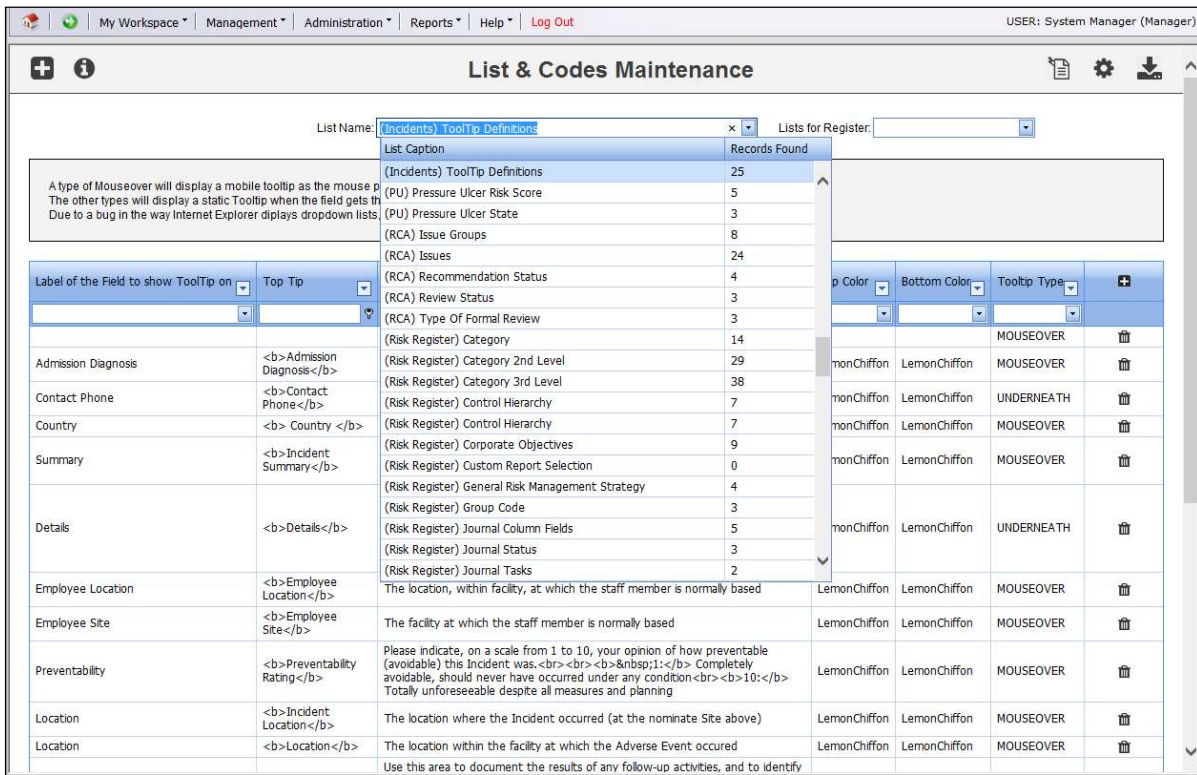 My Workspace Management Administration Reports Help Log Out USER: System Manager (Manager)
List & Codes Maintenance
List Name: (Incidents) ToolTip Definitions Lists for Register:
List Caption Records Found
(Incidents) ToolTip Definitions 25
(PU) Pressure Ulcer Risk Score 5
(PU) Pressure Ulcer State 3
(RCA) Issue Groups 8
(RCA) Issues 24
(RCA) Recommendation Status 4
(RCA) Review Status 3
(RCA) Type Of Formal Review 3
(Risk Register) Category 14
(Risk Register) Category 2nd Level 29
(Risk Register) Category 3rd Level 38
(Risk Register) Control Hierarchy 7
(Risk Register) Control Hierarchy 7
(Risk Register) Corporate Objectives 9
(Risk Register) Custom Report Selection 0
(Risk Register) General Risk Management Strategy 4
(Risk Register) Group Code 3
(Risk Register) Journal Column Fields 5
(Risk Register) Journal Status 3
(Risk Register) Journal Tasks 2
A type of Mouseover will display a mobile tooltip as the mouse p
The other types will display a static Tooltip when the field gets th
Due to a bug in the way Internet Explorer diplays dropdown lists,
Label of the Field to show ToolTip on Top Tip p Color Bottom Color Tooltip Type
MOUSEOVER
Admission Diagnosis <b>Admission
Diagnosis</b> monChiffon LemonChiffon MOUSEOVER
Contact Phone <b>Contact
Phone</b> monChiffon LemonChiffon UNDERNEATH
Country <b> Country </b> monChiffon LemonChiffon MOUSEOVER
Summary <b>Incident
Summary</b> monChiffon LemonChiffon MOUSEOVER
Details <b>Details</b> monChiffon LemonChiffon UNDERNEATH
Employee Location <b>Employee
Location</b> The location, within facility, at which the staff member is normally based LemonChiffon LemonChiffon MOUSEOVER
Employee Site <b>Employee
Site</b> The facility at which the staff member is normally based LemonChiffon LemonChiffon MOUSEOVER
Preventability <b>Preventability
Rating</b> Please indicate, on a scale from 1 to 10, your opinion of how preventable
(avoidable) this Incident was.<br><br><b>&nbsp;1:</b> Completely
avoidable, should never have occurred under any condition<br><b>10:</b>
Totally unforeseeable despite all measures and planning LemonChiffon LemonChiffon MOUSEOVER
Location <b>Incident
Location</b> The location where the Incident occurred (at the nominate Site above) LemonChiffon LemonChiffon MOUSEOVER
Location <b>Location</b> The location within the facility at which the Adverse Event occured LemonChiffon LemonChiffon MOUSEOVER
Use this area to document the results of any follow-up activities, and to identify